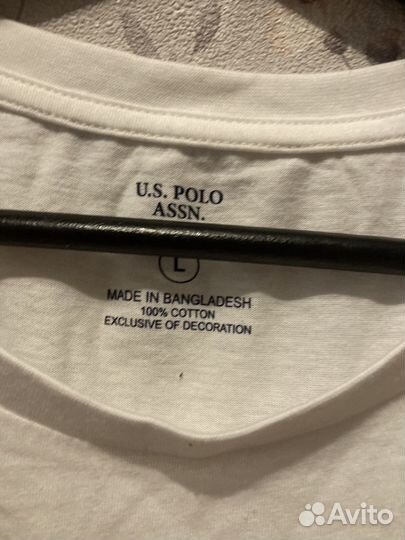 U.S. POLO
ASSN.
L
MADE IN BANGLADESH
100% COTTON
EXCLUSIVE OF DECORATION
Avito